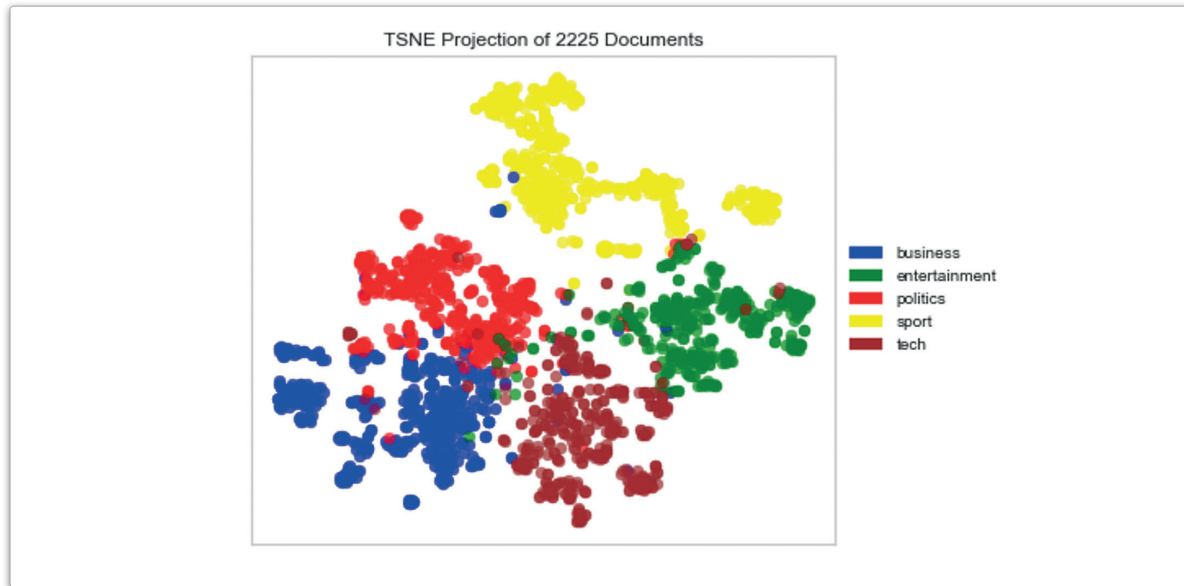 TSNE Projection of 2225 Documents
business
entertainment
politics
sport
tech